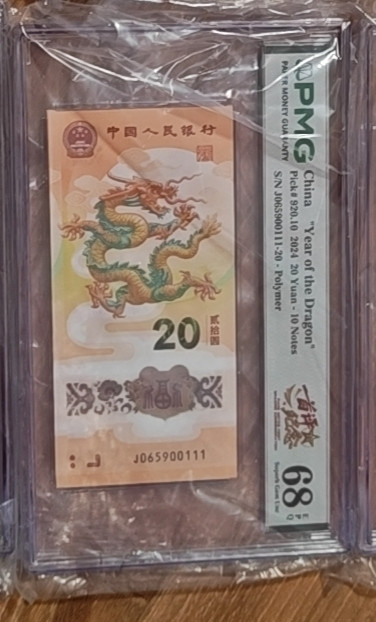 中国人民银行
20
贰拾圆
J065900111
PMG
PAPER MONEY GUARANTY
China "Year of the Dragon"
Pick# 920.10 2024 20 Yuan - 10 Notes
S/N J065900111-20 - Polymer
68
EPQ
Superb Gem Unc